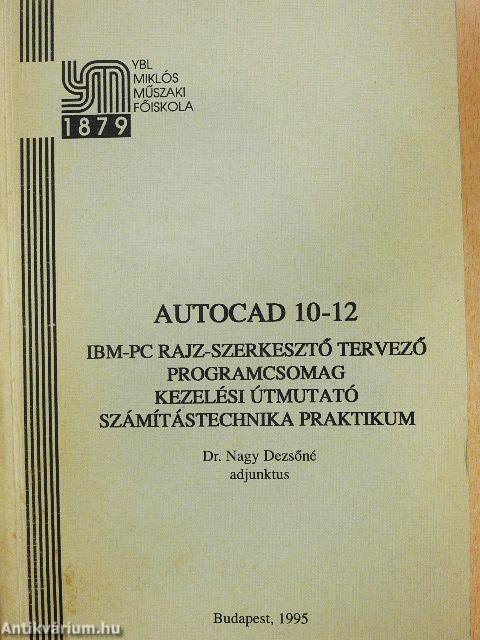 YBL
MIKLÓS
MŰSZAKI
FŐISKOLA
1879
AUTOCAD 10-12
IBM-PC RAJZ-SZERKESZTŐ TERVEZŐ
PROGRAMCSOMAG
KEZELÉSI ÚTMUTATÓ
SZÁMÍTÁSTECHNIKA PRAKTIKUM
Dr. Nagy Dezsőné
adjunktus
Budapest, 1995
Antikvárium.hu